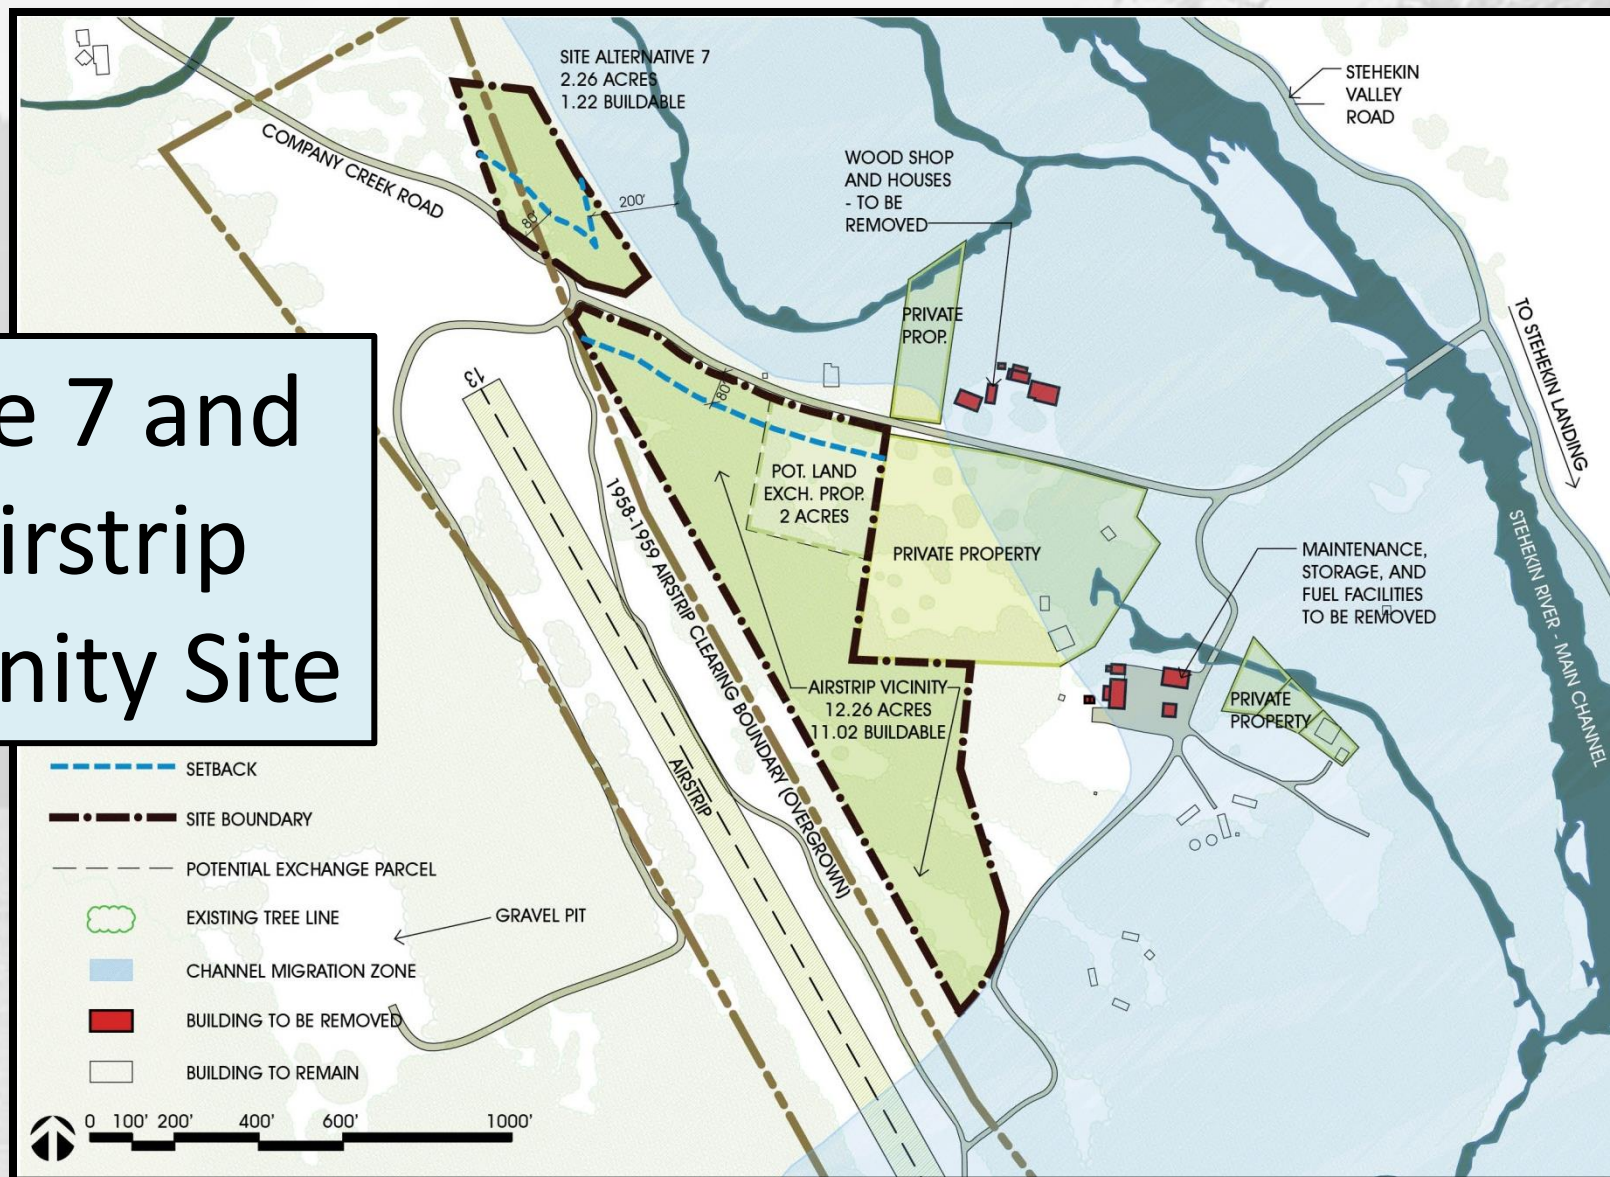 SITE ALTERNATIVE 7
2.26 ACRES
1.22 BUILDABLE
STEHEKIN
VALLEY
ROAD
COMPANY CREEK ROAD
WOOD SHOP
AND HOUSES
- TO BE
REMOVED
200'
80'
PRIVATE
PROP.
TO STEHEKIN LANDING
e 7 and
irstrip
nity Site
13
80'
POT. LAND
EXCH. PROP.
2 ACRES
1958-1959 AIRSTRIP CLEARING BOUNDARY (OVERGROWN)
PRIVATE PROPERTY
MAINTENANCE,
STORAGE, AND
FUEL FACILITIES
TO BE REMOVED
STEHEKIN RIVER - MAIN CHANNEL
AIRSTRIP VICINITY
12.26 ACRES
11.02 BUILDABLE
PRIVATE
PROPERTY
AIRSTRIP
SETBACK
SITE BOUNDARY
POTENTIAL EXCHANGE PARCEL
EXISTING TREE LINE
GRAVEL PIT
CHANNEL MIGRATION ZONE
BUILDING TO BE REMOVED
BUILDING TO REMAIN
0 100' 200' 400' 600' 1000'